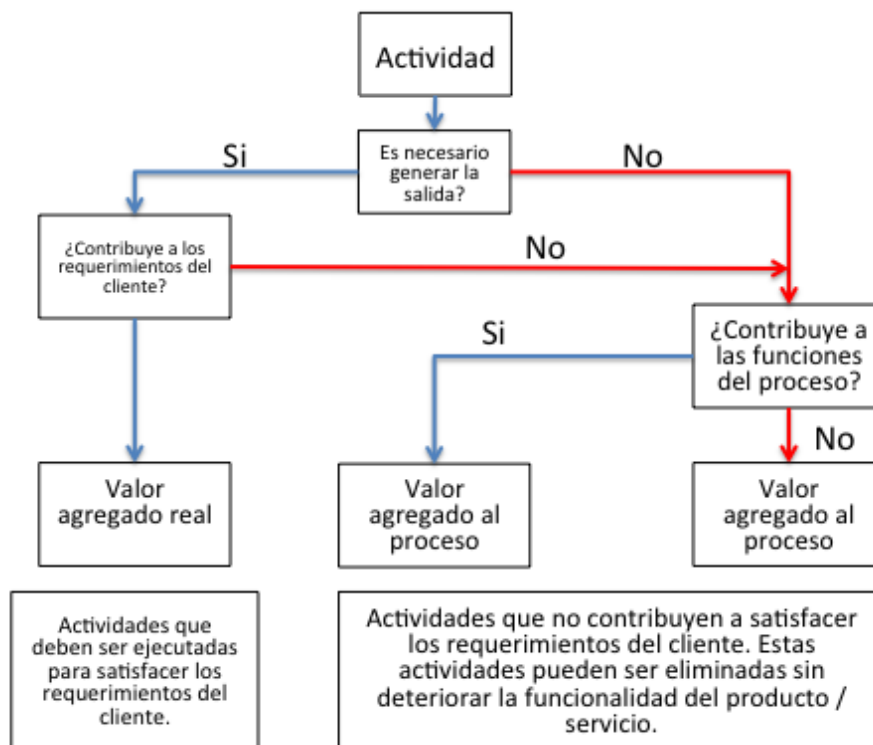 Actividad
Es necesario
generar la
salida?
Si
No
¿Contribuye a los
requerimientos del
cliente?
No
¿Contribuye a
las funciones
del proceso?
Si
No
Valor
agregado real
Valor
agregado al
proceso
Valor
agregado al
proceso
Actividades que
deben ser ejecutadas
para satisfacer los
requerimientos del
cliente.
Actividades que no contribuyen a satisfacer
los requerimientos del cliente. Estas
actividades pueden ser eliminadas sin
deteriorar la funcionalidad del producto /
servicio.